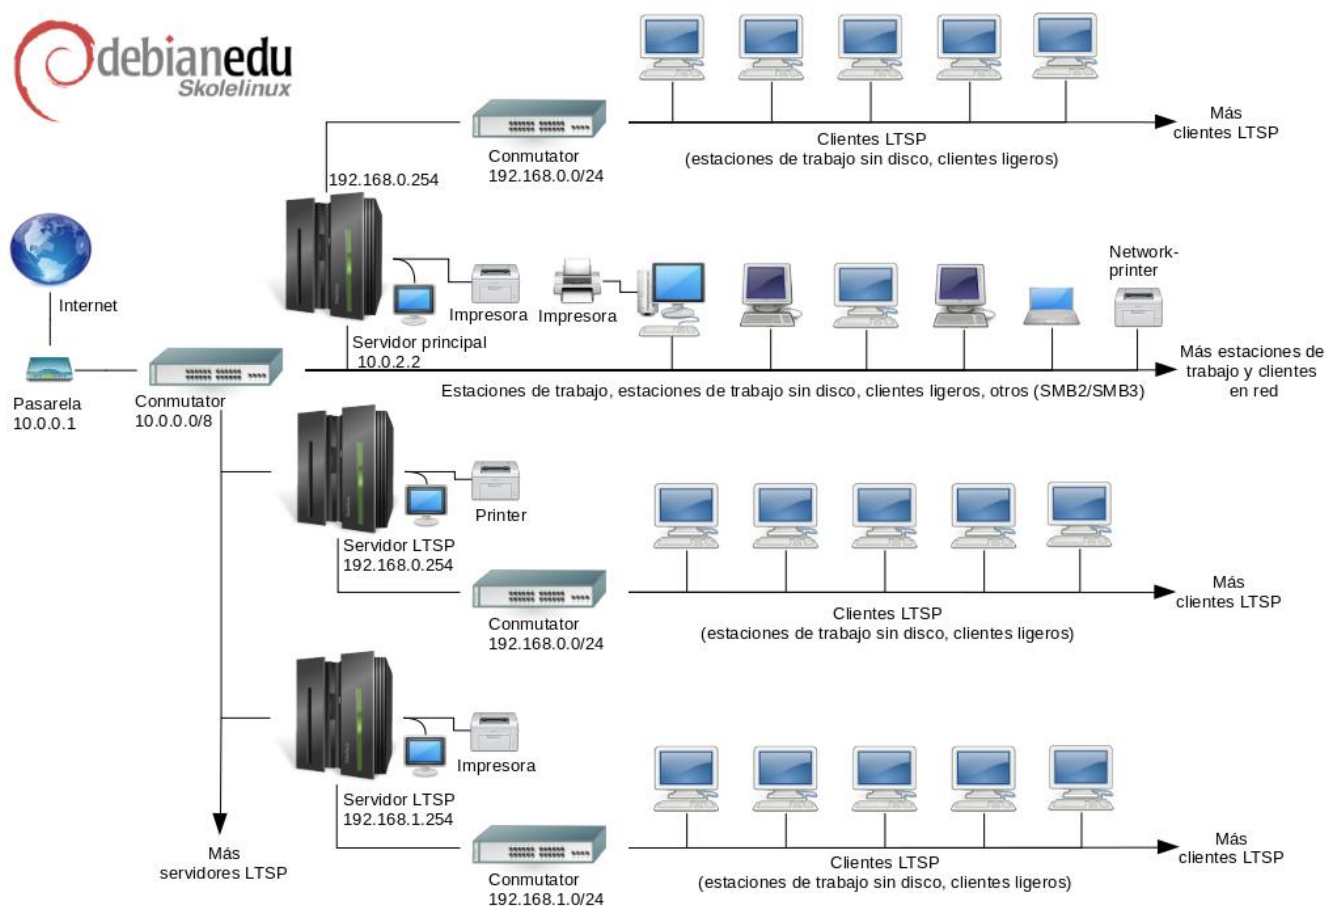 debianedu
Skolelinux
Más
clientes LTSP
Clientes LTSP
(estaciones de trabajo sin disco, clientes ligeros)
Conmutator
192.168.0.0/24
192.168.0.254
Network-
printer
Internet
Impresora
Impresora
Servidor principal
10.0.2.2
Más estaciones de
trabajo y clientes
en red
Estaciones de trabajo, estaciones de trabajo sin disco, clientes ligeros, otros (SMB2/SMB3)
Pasarela
10.0.0.1
Conmutator
10.0.0.0/8
Printer
Servidor LTSP
192.168.0.254
Más
clientes LTSP
Clientes LTSP
(estaciones de trabajo sin disco, clientes ligeros)
Conmutator
192.168.0.0/24
Impresora
Servidor LTSP
192.168.1.254
Más
clientes LTSP
Más
servidores LTSP
Clientes LTSP
(estaciones de trabajo sin disco, clientes ligeros)
Conmutator
192.168.1.0/24